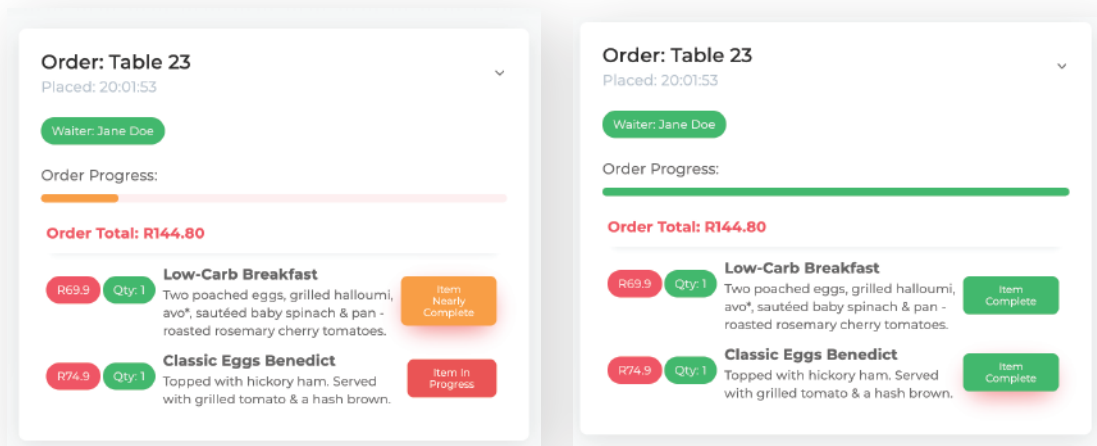 Order: Table 23
Placed: 20:01:53
Waiter: Jane Doe
Order Progress:
Order Total: R144.80
R69.9 Qty: 1
Low-Carb Breakfast
Two poached eggs, grilled halloumi,
avo*, sautéed baby spinach & pan -
roasted rosemary cherry tomatoes.
Item
Nearly
Complete
R74.9 Qty: 1
Classic Eggs Benedict
Topped with hickory ham. Served
with grilled tomato & a hash brown.
Item In
Progress
Order: Table 23
Placed: 20:01:53
Waiter: Jane Doe
Order Progress:
Order Total: R144.80
R69.9 Qty: 1
Low-Carb Breakfast
Two poached eggs, grilled halloumi,
avo*, sautéed baby spinach & pan -
roasted rosemary cherry tomatoes.
Item
Complete
R74.9 Qty: 1
Classic Eggs Benedict
Topped with hickory ham. Served
with grilled tomato & a hash brown.
Item
Complete